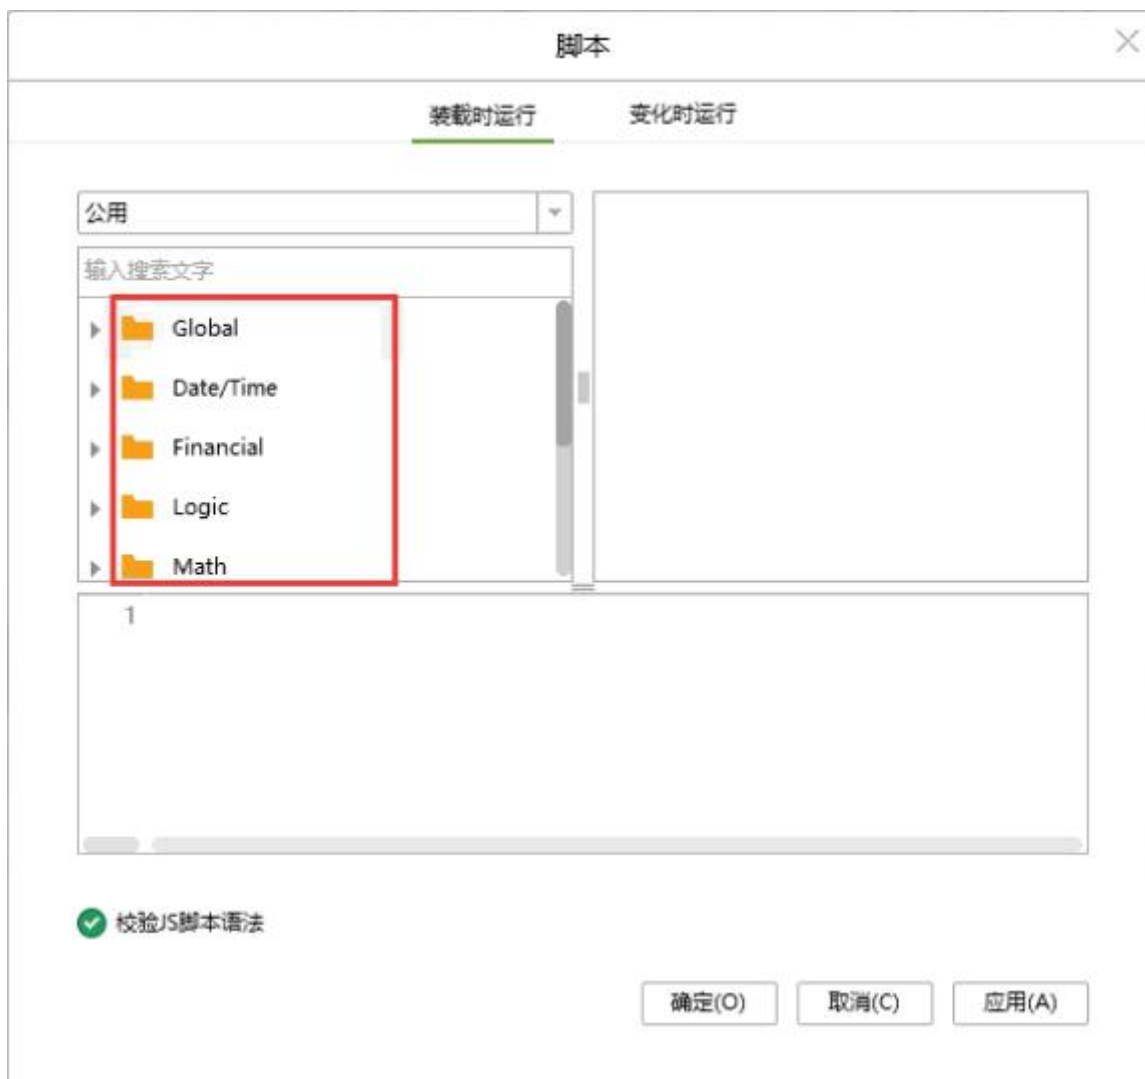 脚本
装载时运行 变化时运行
公用
输入搜索文字
Global
Date/Time
Financial
Logic
Math
1
校验JS脚本语法
确定(O) 取消(C) 应用(A)